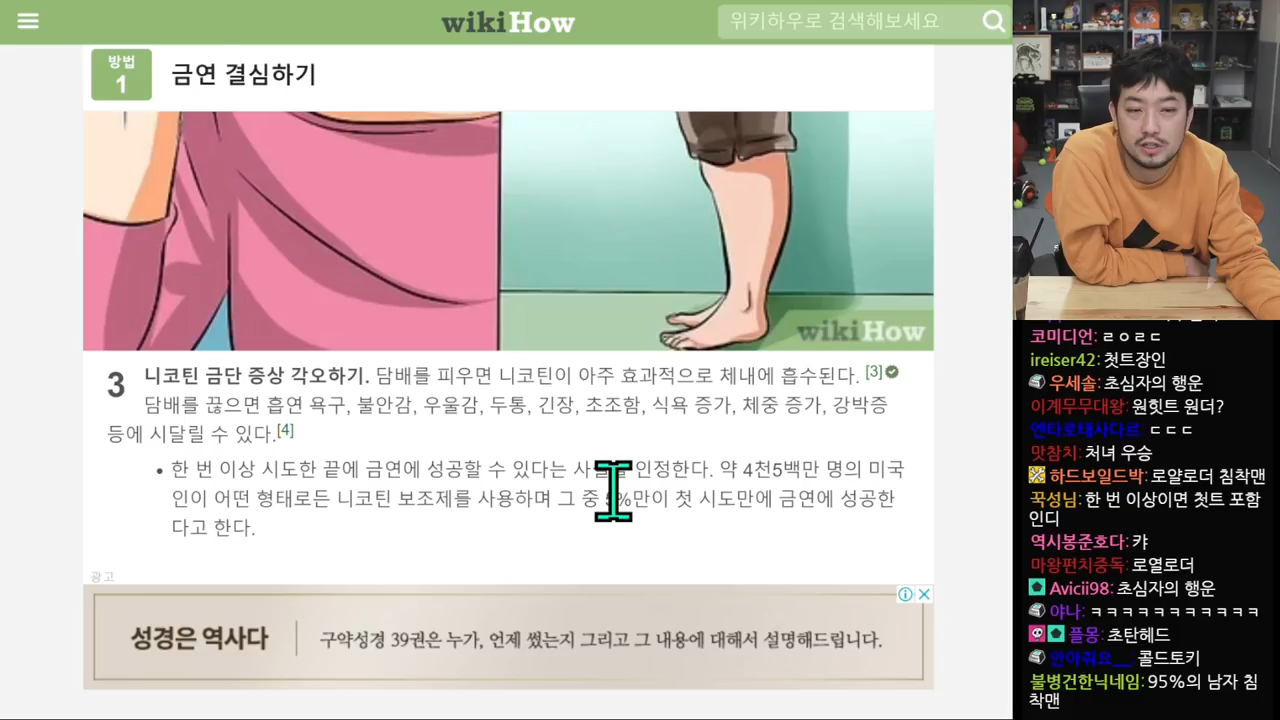 wikiHow
위키하우로 검색해보세요
방법
1
금연 결심하기
wikiHow
3
니코틴 금단 증상 각오하기. 담배를 피우면 니코틴이 아주 효과적으로 체내에 흡수된다. [3]
담배를 끊으면 흡연 욕구, 불안감, 우울감, 두통, 긴장, 초조함, 식욕 증가, 체중 증가, 강박증
등에 시달릴 수 있다.[4]
• 한 번 이상 시도한 끝에 금연에 성공할 수 있다는 인정한다. 약 4천5백만 명의 미국
인이 어떤 형태로든 니코틴 보조제를 사용하며 그 중 5%만이 첫 시도만에 금연에 성공한
다고 한다.
광고
성경은 역사다
구약성경 39권은 누가, 언제 썼는지 그리고 그 내용에 대해서 설명해드립니다.
코미디언: ㄹㅇㄹㄷ
ireiser42: 첫트장인
우세솔: 초심자의 행운
이계무무대왕: 원힛트 원더?
엔타로태사다르: ㄷㄷㄷ
맛참치: 처녀 우승
하드보일드박: 로얄로더 침착맨
꾹성님: 한 번 이상이면 첫트 포함
인디
역시봉준호다: 캬
마왕펀치중독: 로열로더
Avicii98: 초심자의 행운
야나: ㅋㅋㅋㅋㅋㅋㅋㅋㅋㅋㅋ
플몽: 초탄헤드
안아줘요__: 콜드토키
불병건한닉네임: 95%의 남자 침
착맨